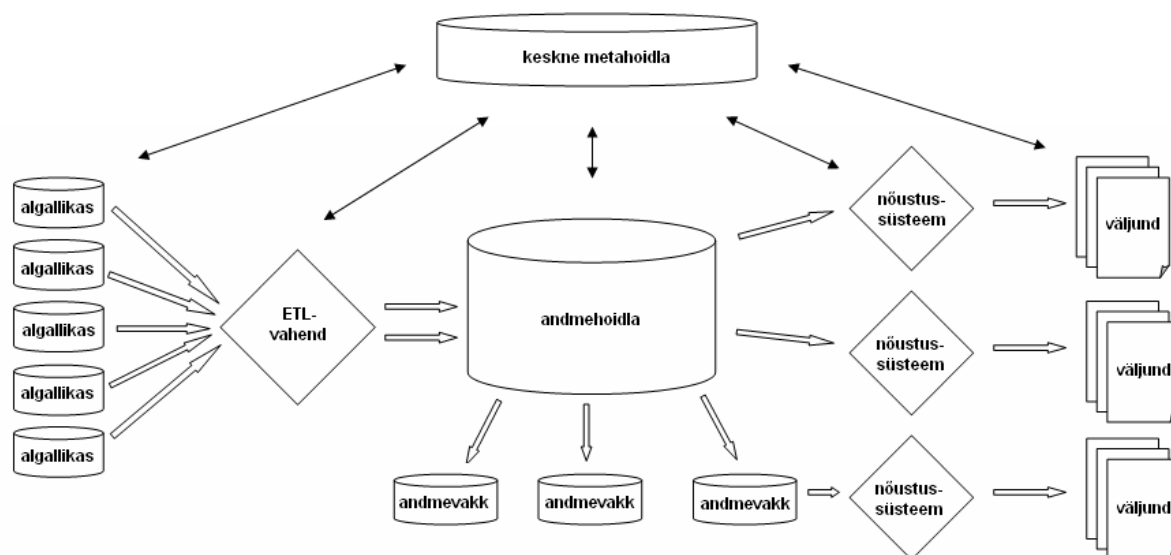 keskne metahoidla
algallikas
algallikas
algallikas
algallikas
algallikas
ETL-
vahend
andmehoidla
andmevakk
andmevakk
andmevakk
nõustus-
süsteem
väljund
nõustus-
süsteem
väljund
nõustus-
süsteem
väljund